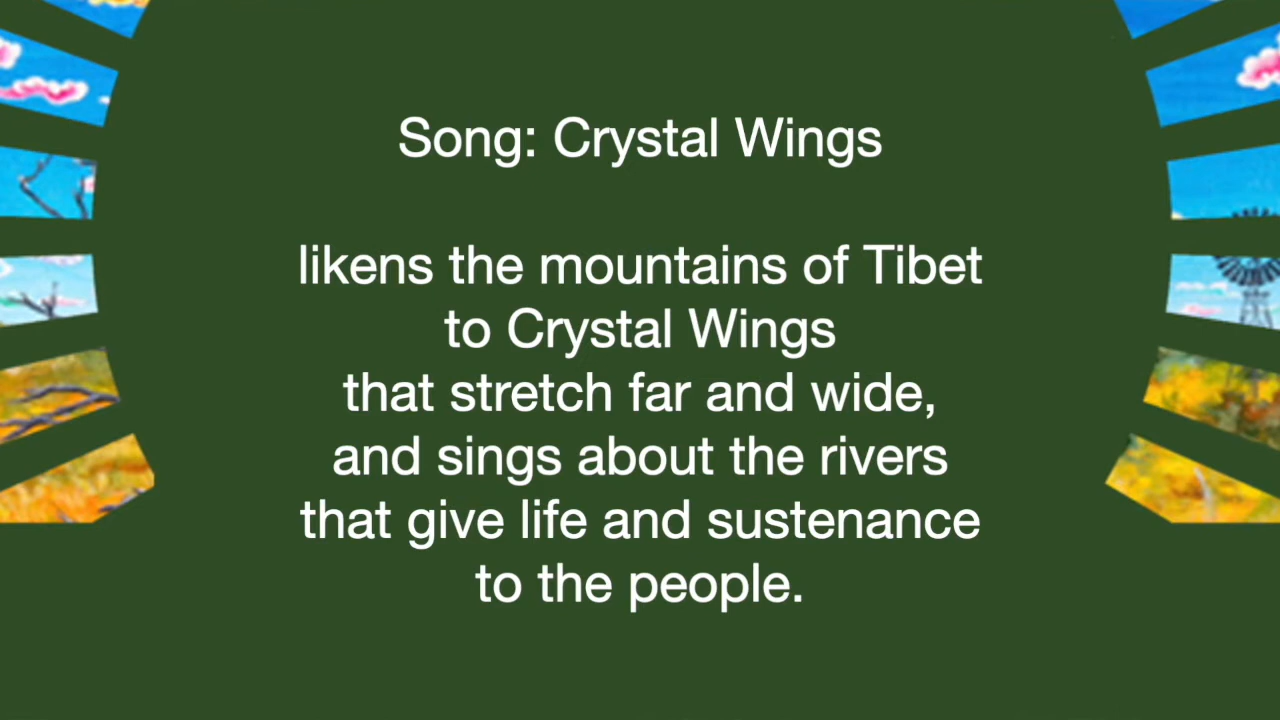 Song: Crystal Wings
likens the mountains of Tibet
to Crystal Wings
that stretch far and wide,
and sings about the rivers
that give life and sustenance
to the people.